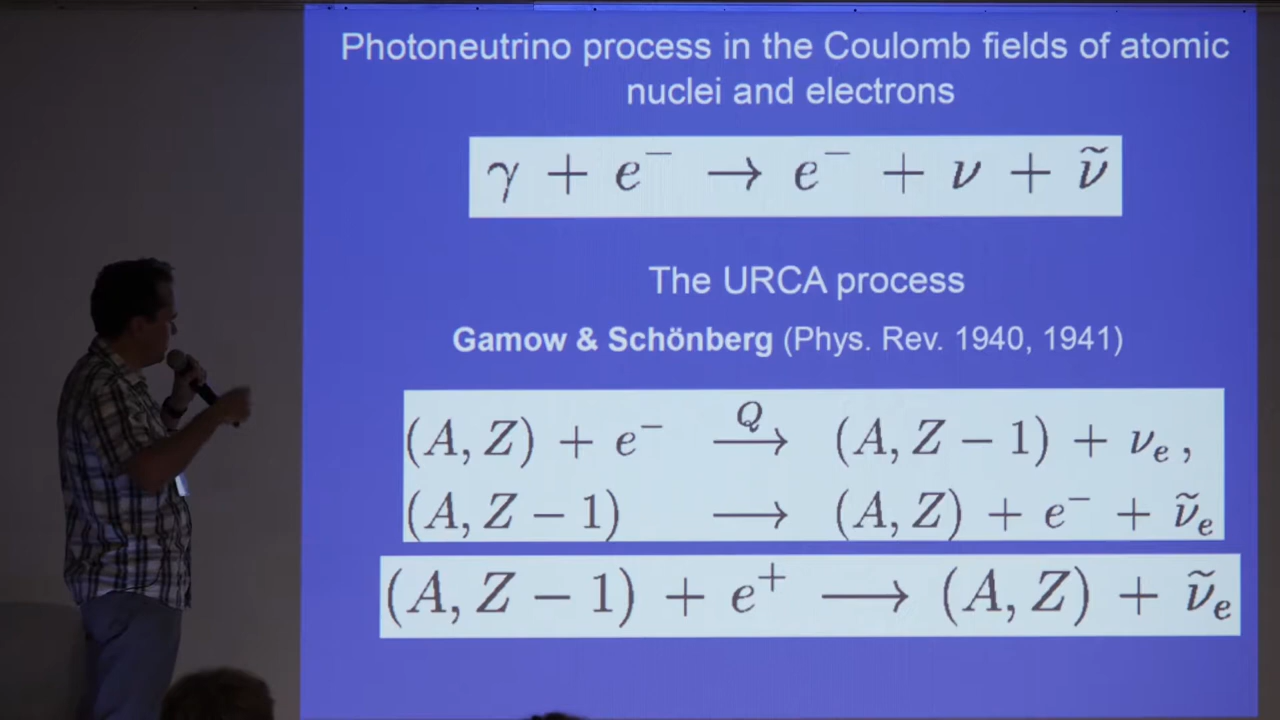 Photoneutrino process in the Coulomb fields of atomic
nuclei and electrons
γ + e⁻ → e⁻ + ν + ν̃
The URCA process
Gamow & Schönberg (Phys. Rev. 1940, 1941)
(A, Z) + e⁻ —Q→ (A, Z − 1) + νₑ ,
(A, Z − 1) ⟶ (A, Z) + e⁻ + ν̃ₑ
(A, Z − 1) + e⁺ ⟶ (A, Z) + ν̃ₑ